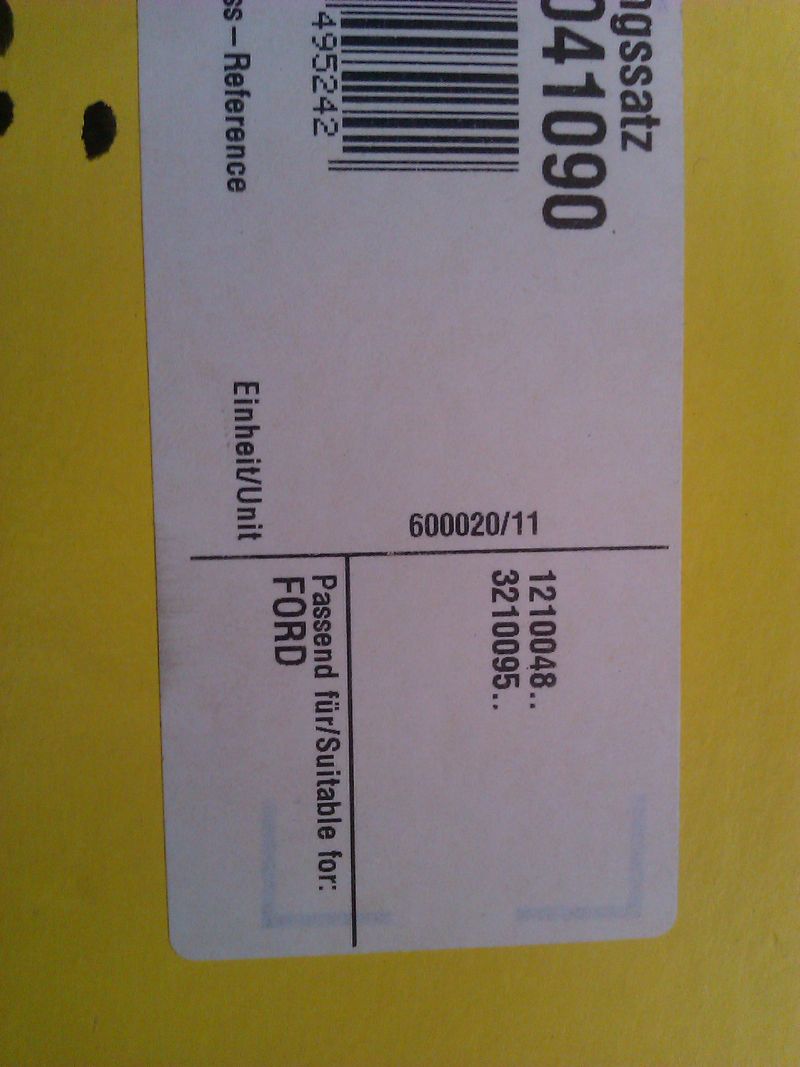 ngssatz
041090
495242
ss – Reference
Einheit/Unit
600020/11
1210048..
3210095..
Passend für/Suitable for:
FORD